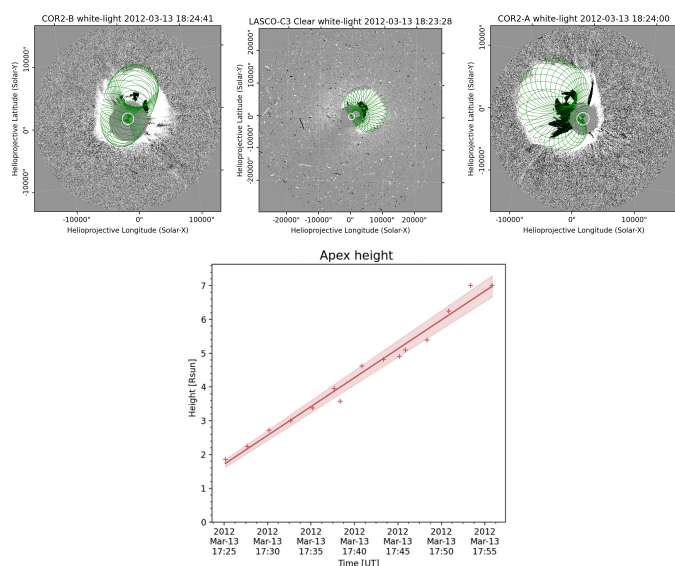 COR2-B white-light 2012-03-13 18:24:41
LASCO-C3 Clear white-light 2012-03-13 18:23:28
COR2-A white-light 2012-03-13 18:24:00
Helioprojective Latitude (Solar-Y)
10000"
0°
-10000"
-10000"
0°
10000"
Helioprojective Longitude (Solar-X)
Helioprojective Latitude (Solar-Y)
20000"
10000"
0°
-10000"
-20000"
-20000"
-10000"
0°
10000"
20000"
Helioprojective Longitude (Solar-X)
Helioprojective Latitude (Solar-Y)
10000"
0°
-10000"
-10000"
0°
10000"
Helioprojective Longitude (Solar-X)
Apex height
Height [Rsun]
7
6
5
4
3
2
1
0
2012 2012 2012 2012 2012 2012 2012
Mar-13 Mar-13 Mar-13 Mar-13 Mar-13 Mar-13 Mar-13
17:25 17:30 17:35 17:40 17:45 17:50 17:55
Time [UT]